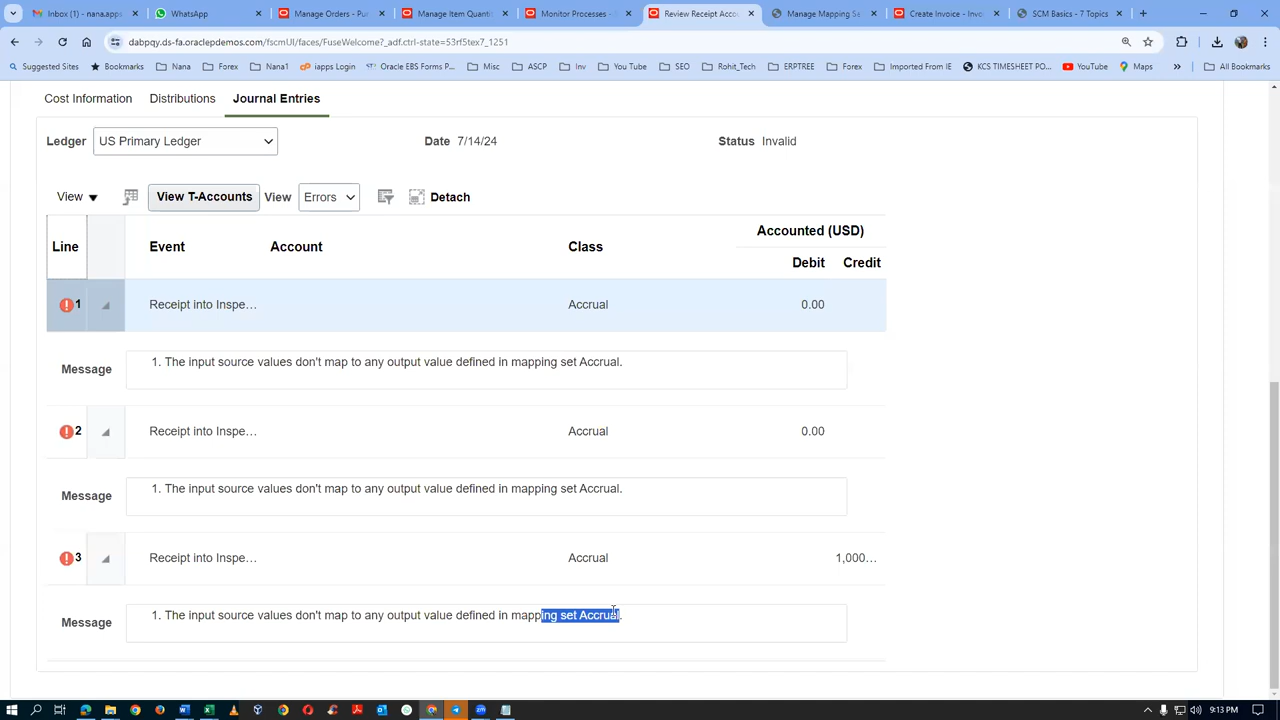 Inbox (1) - nana.apps
WhatsApp
Manage Orders - Pur
Manage Item Quanti
Monitor Processes -
Review Receipt Accou
Manage Mapping Se
Create Invoice - Invo
SCM Basics - 7 Topics
dabpqy.ds-fa.oraclepdemos.com/fscmUI/faces/FuseWelcome?_adf.ctrl-state=53rf5tex7_1251
Suggested Sites Bookmarks Nana Forex Nana1 iapps Login Oracle EBS Forms P... Misc ASCP Inv You Tube SEO Rohit_Tech ERPTREE Forex Imported From IE KCS TIMESHEET PO... YouTube Maps All Bookmarks
Cost Information Distributions Journal Entries
Ledger US Primary Ledger Date 7/14/24 Status Invalid
View View T-Accounts View Errors Detach
Accounted (USD)
Line Event Account Class
Debit Credit
1 Receipt into Inspe... Accrual 0.00
Message 1. The input source values don't map to any output value defined in mapping set Accrual.
2 Receipt into Inspe... Accrual 0.00
Message 1. The input source values don't map to any output value defined in mapping set Accrual.
3 Receipt into Inspe... Accrual 1,000...
Message 1. The input source values don't map to any output value defined in mapping set Accrual.
9:13 PM